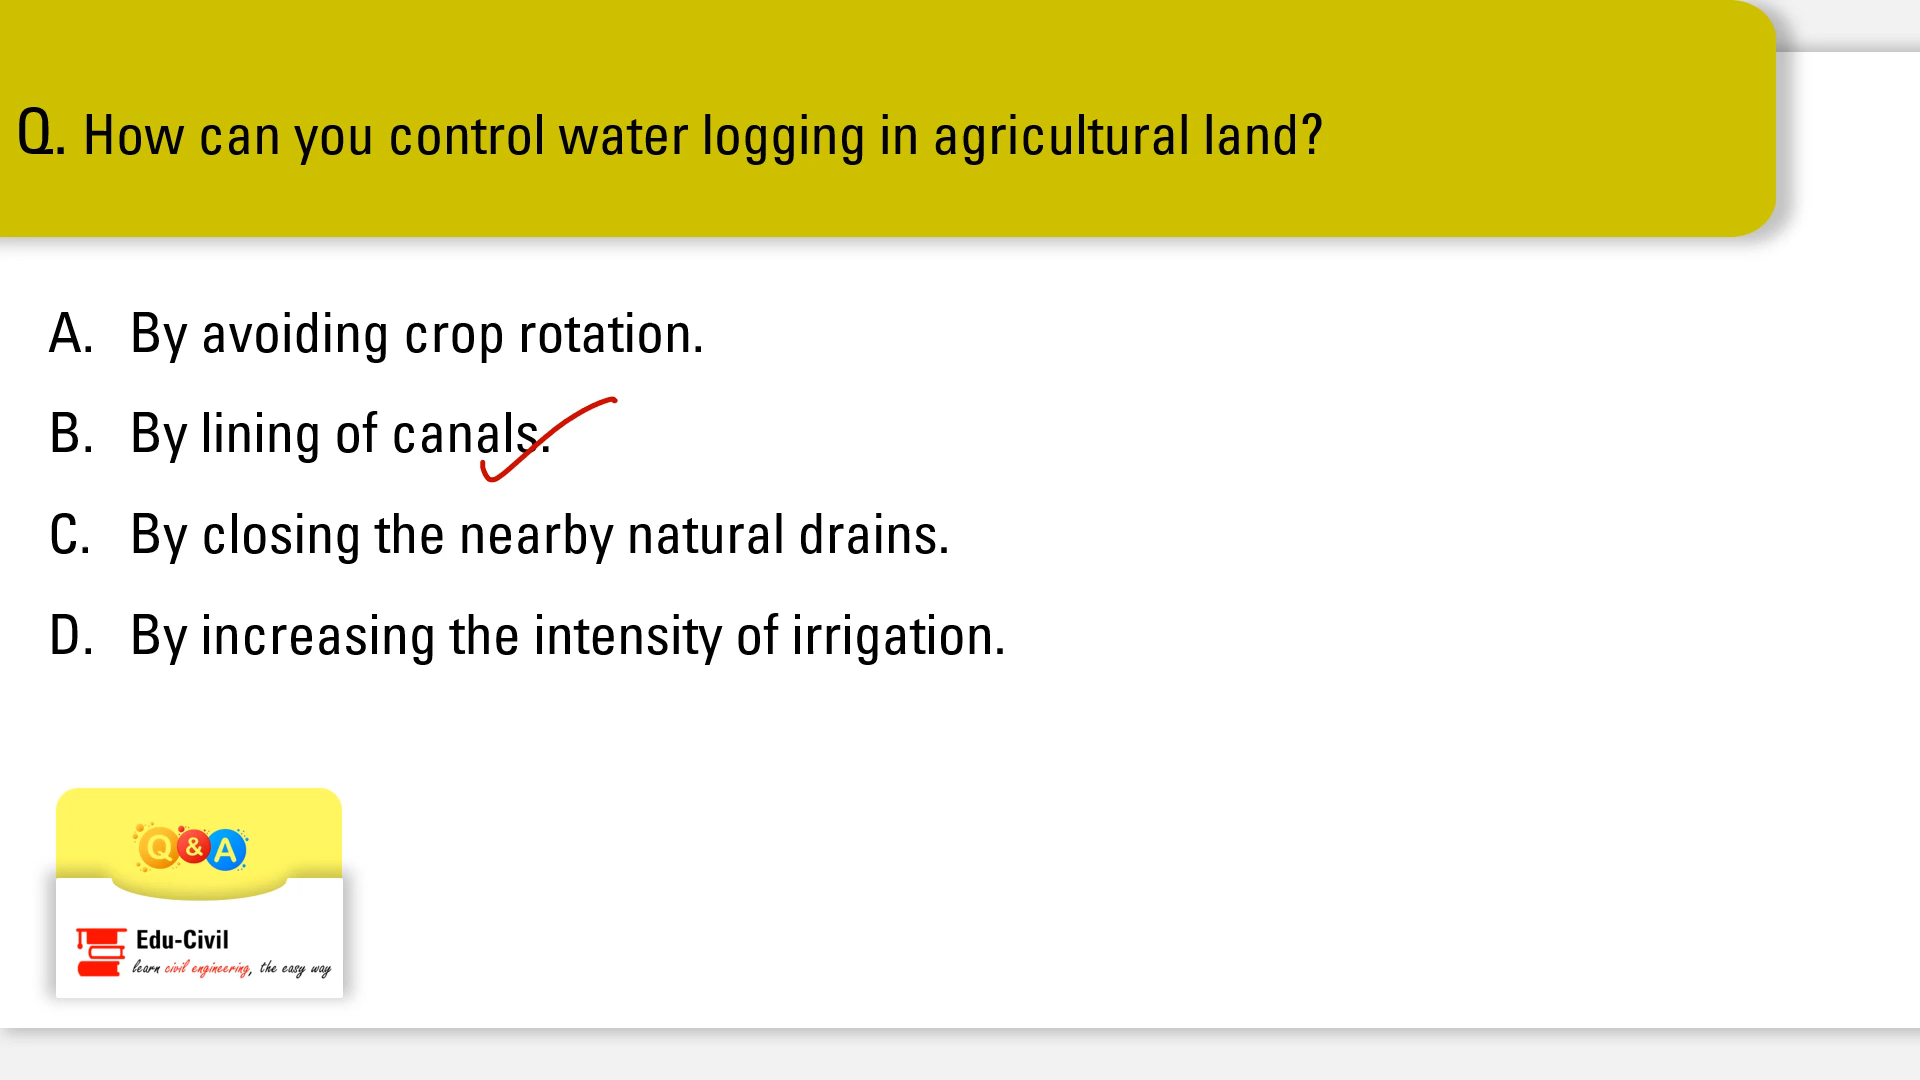 Q. How can you control water logging in agricultural land?
A. By avoiding crop rotation.
B. By lining of canals.
C. By closing the nearby natural drains.
D. By increasing the intensity of irrigation.
Q & A
Edu-Civil
learn civil engineering, the easy way